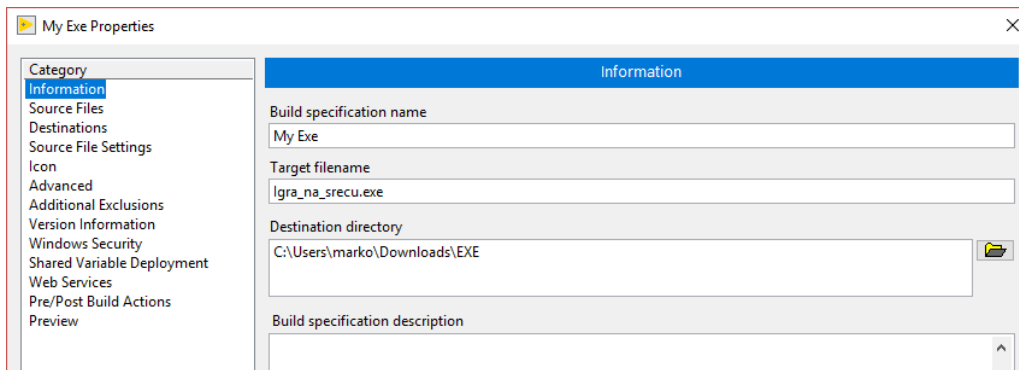 My Exe Properties
Category
Information
Source Files
Destinations
Source File Settings
Icon
Advanced
Additional Exclusions
Version Information
Windows Security
Shared Variable Deployment
Web Services
Pre/Post Build Actions
Preview
Information
Build specification name
My Exe
Target filename
Igra_na_srecu.exe
Destination directory
C:\Users\marko\Downloads\EXE
Build specification description